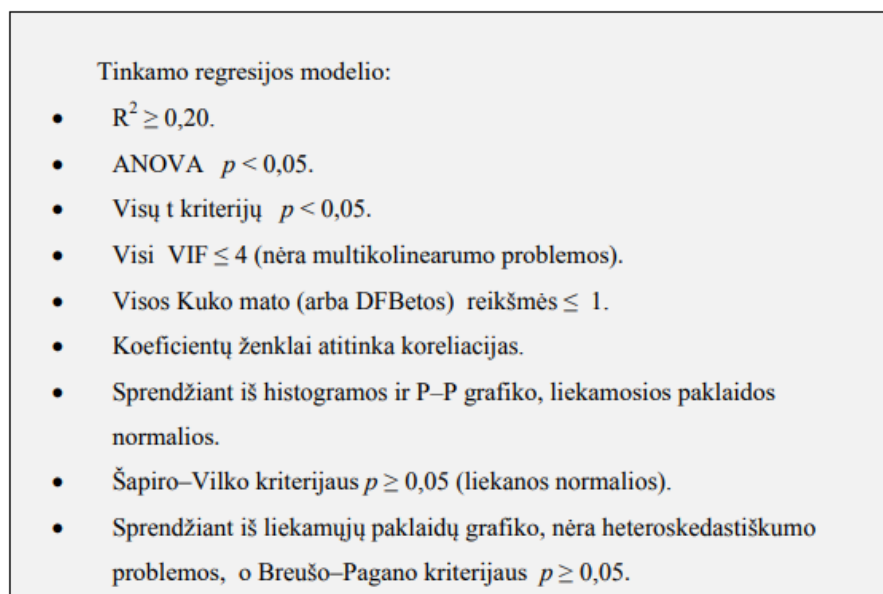 Tinkamo regresijos modelio:
• R² ≥ 0,20.
• ANOVA p < 0,05.
• Visų t kriterijų p < 0,05.
• Visi VIF ≤ 4 (nėra multikolinearumo problemos).
• Visos Kuko mato (arba DFBetos) reikšmės ≤ 1.
• Koeficientų ženklai atitinka koreliacijas.
• Sprendžiant iš histogramos ir P–P grafiko, liekamosios paklaidos
normalios.
• Šapiro–Vilko kriterijaus p ≥ 0,05 (liekanos normalios).
• Sprendžiant iš liekamųjų paklaidų grafiko, nėra heteroskedastiškumo
problemos, o Breušo–Pagano kriterijaus p ≥ 0,05.